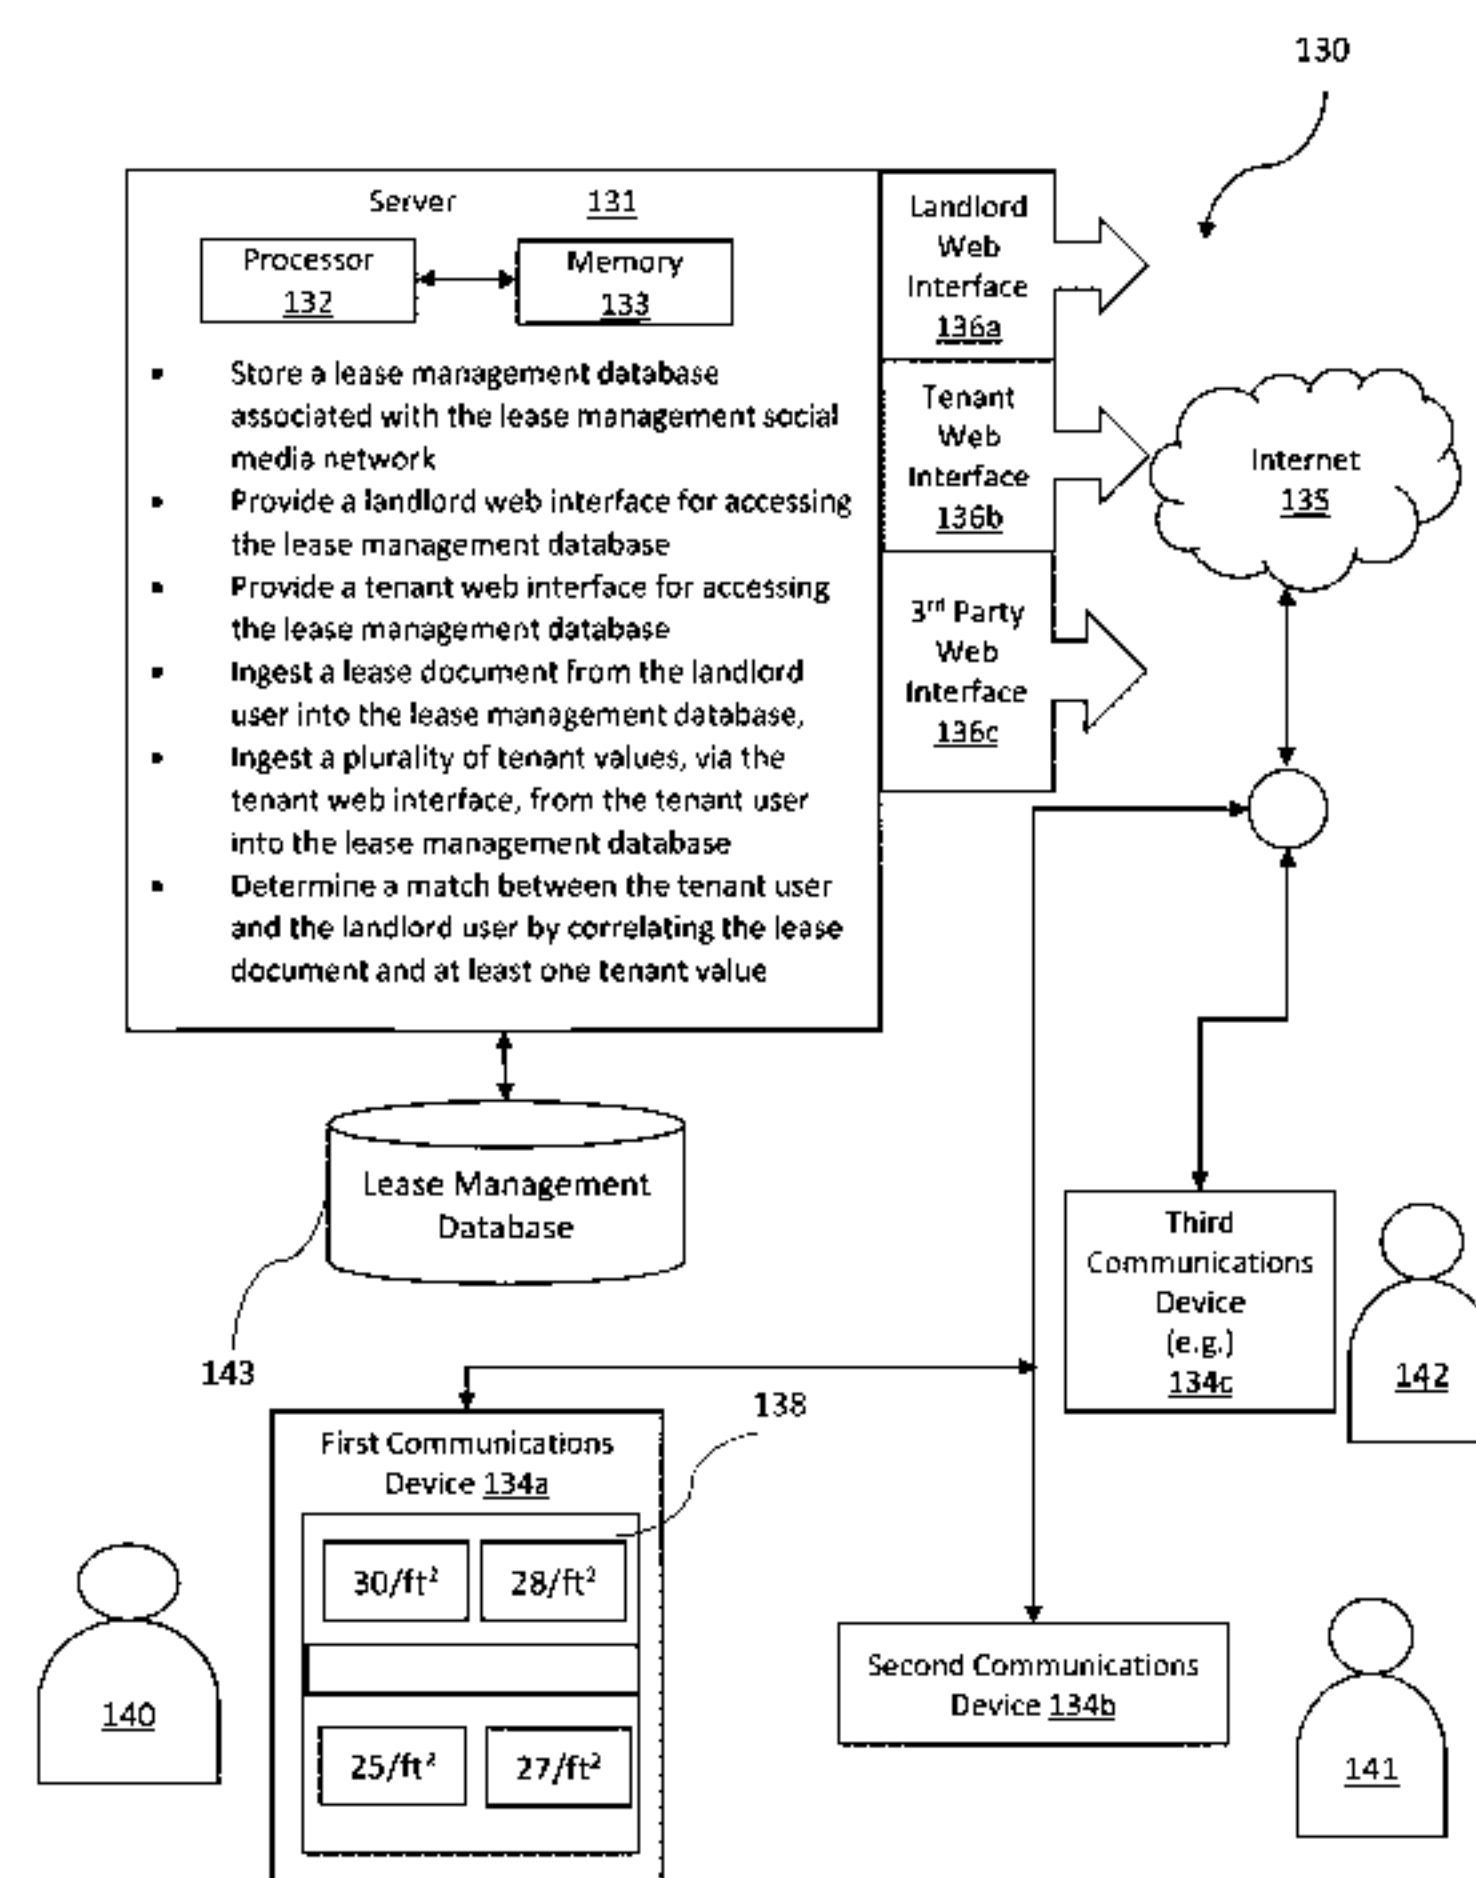 130
Server 131
Processor
132
Memory
133
▪ Store a lease management database
associated with the lease management social
media network
▪ Provide a landlord web interface for accessing
the lease management database
▪ Provide a tenant web interface for accessing
the lease management database
▪ Ingest a lease document from the landlord
user into the lease management database,
▪ Ingest a plurality of tenant values, via the
tenant web interface, from the tenant user
into the lease management database
▪ Determine a match between the tenant user
and the landlord user by correlating the lease
document and at least one tenant value
Landlord
Web
Interface
136a
Tenant
Web
Interface
136b
3rd Party
Web
Interface
136c
Internet
135
Lease Management
Database
143
Third
Communications
Device
(e.g.)
134c
142
138
First Communications
Device 134a
30/ft²
28/ft²
25/ft²
27/ft²
140
Second Communications
Device 134b
141